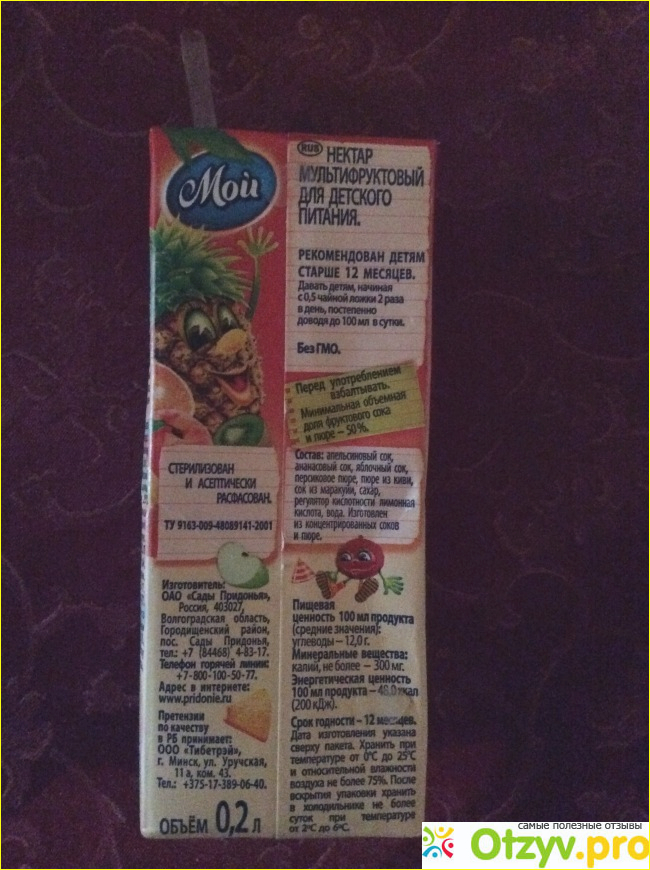 Мой
RUS НЕКТАР
МУЛЬТИФРУКТОВЫЙ
ДЛЯ ДЕТСКОГО
ПИТАНИЯ.
РЕКОМЕНДОВАН ДЕТЯМ
СТАРШЕ 12 МЕСЯЦЕВ.
Давать детям, начиная
с 0,5 чайной ложки 2 раза
в день, постепенно
доводя до 100 мл в сутки.
Без ГМО.
Перед употреблением
взбалтывать.
Минимальная объемная
доля фруктового сока
и пюре – 50%.
СТЕРИЛИЗОВАН
И АСЕПТИЧЕСКИ
РАСФАСОВАН.
ТУ 9163-009-48089141-2001
Состав: апельсиновый сок,
ананасовый сок, яблочный сок,
персиковое пюре, пюре из киви,
сок из маракуйи, сахар,
регулятор кислотности лимонная
кислота, вода. Изготовлен
из концентрированных соков
и пюре.
Изготовитель:
ОАО «Сады Придонья»,
Россия, 403027,
Волгоградская область,
Городищенский район,
пос. Сады Придонья,
тел.: +7 (84468) 4-83-17.
Телефон горячей линии:
+7-800-100-50-77.
Адрес в интернете:
www.pridonie.ru
Претензии
по качеству
в РБ принимает:
ООО «Тибетрэй»,
г. Минск, ул. Уручская,
11а, ком. 43.
Тел.: +375-17-389-06-40.
ОБЪЁМ 0,2 Л
Пищевая
ценность 100 мл продукта
(средние значения):
углеводы – 12,0 г.
Минеральные вещества:
калий, не более – 300 мг.
Энергетическая ценность
100 мл продукта – 48,0 ккал
(200 кДж).
Срок годности – 12 месяцев.
Дата изготовления указана
сверху пакета. Хранить при
температуре от 0°С до 25°С
и относительной влажности
воздуха не более 75%. После
вскрытия упаковки хранить
в холодильнике не более
суток при температуре
от 2°С до 6°С.
самые полезные отзывы
Otzyv.pro